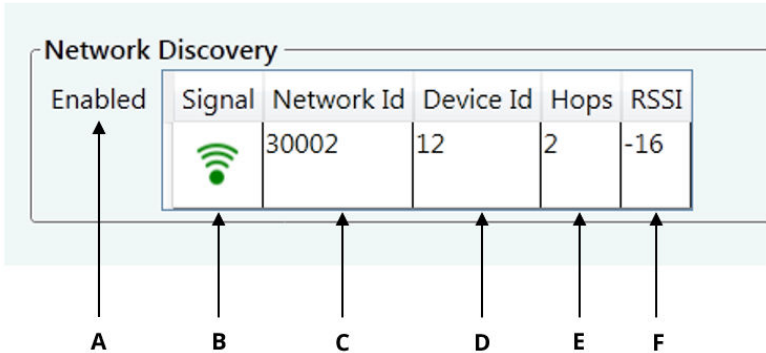 Network Discovery
Enabled Signal Network Id Device Id Hops RSSI
30002 12 2 -16
A B C D E F